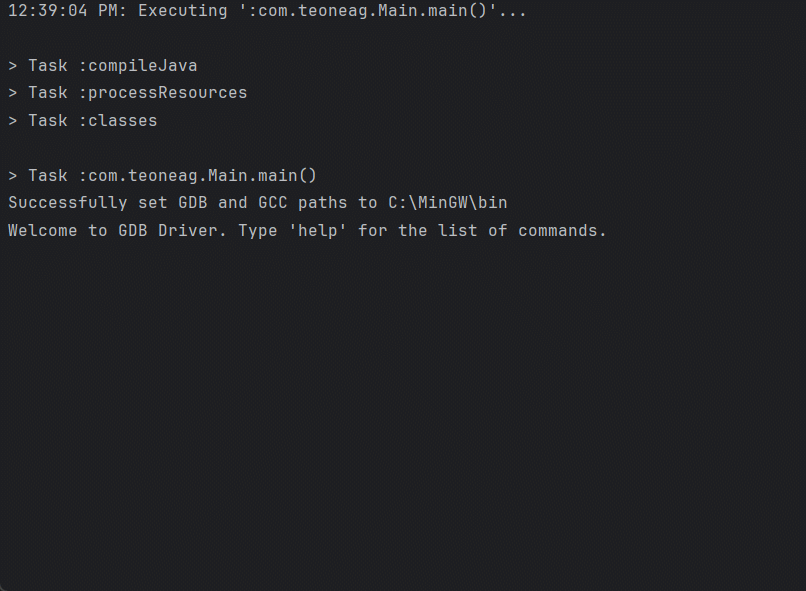 12:39:04 PM: Executing ':com.teoneag.Main.main()'...
> Task :compileJava
> Task :processResources
> Task :classes
> Task :com.teoneag.Main.main()
Successfully set GDB and GCC paths to C:\MinGW\bin
Welcome to GDB Driver. Type 'help' for the list of commands.